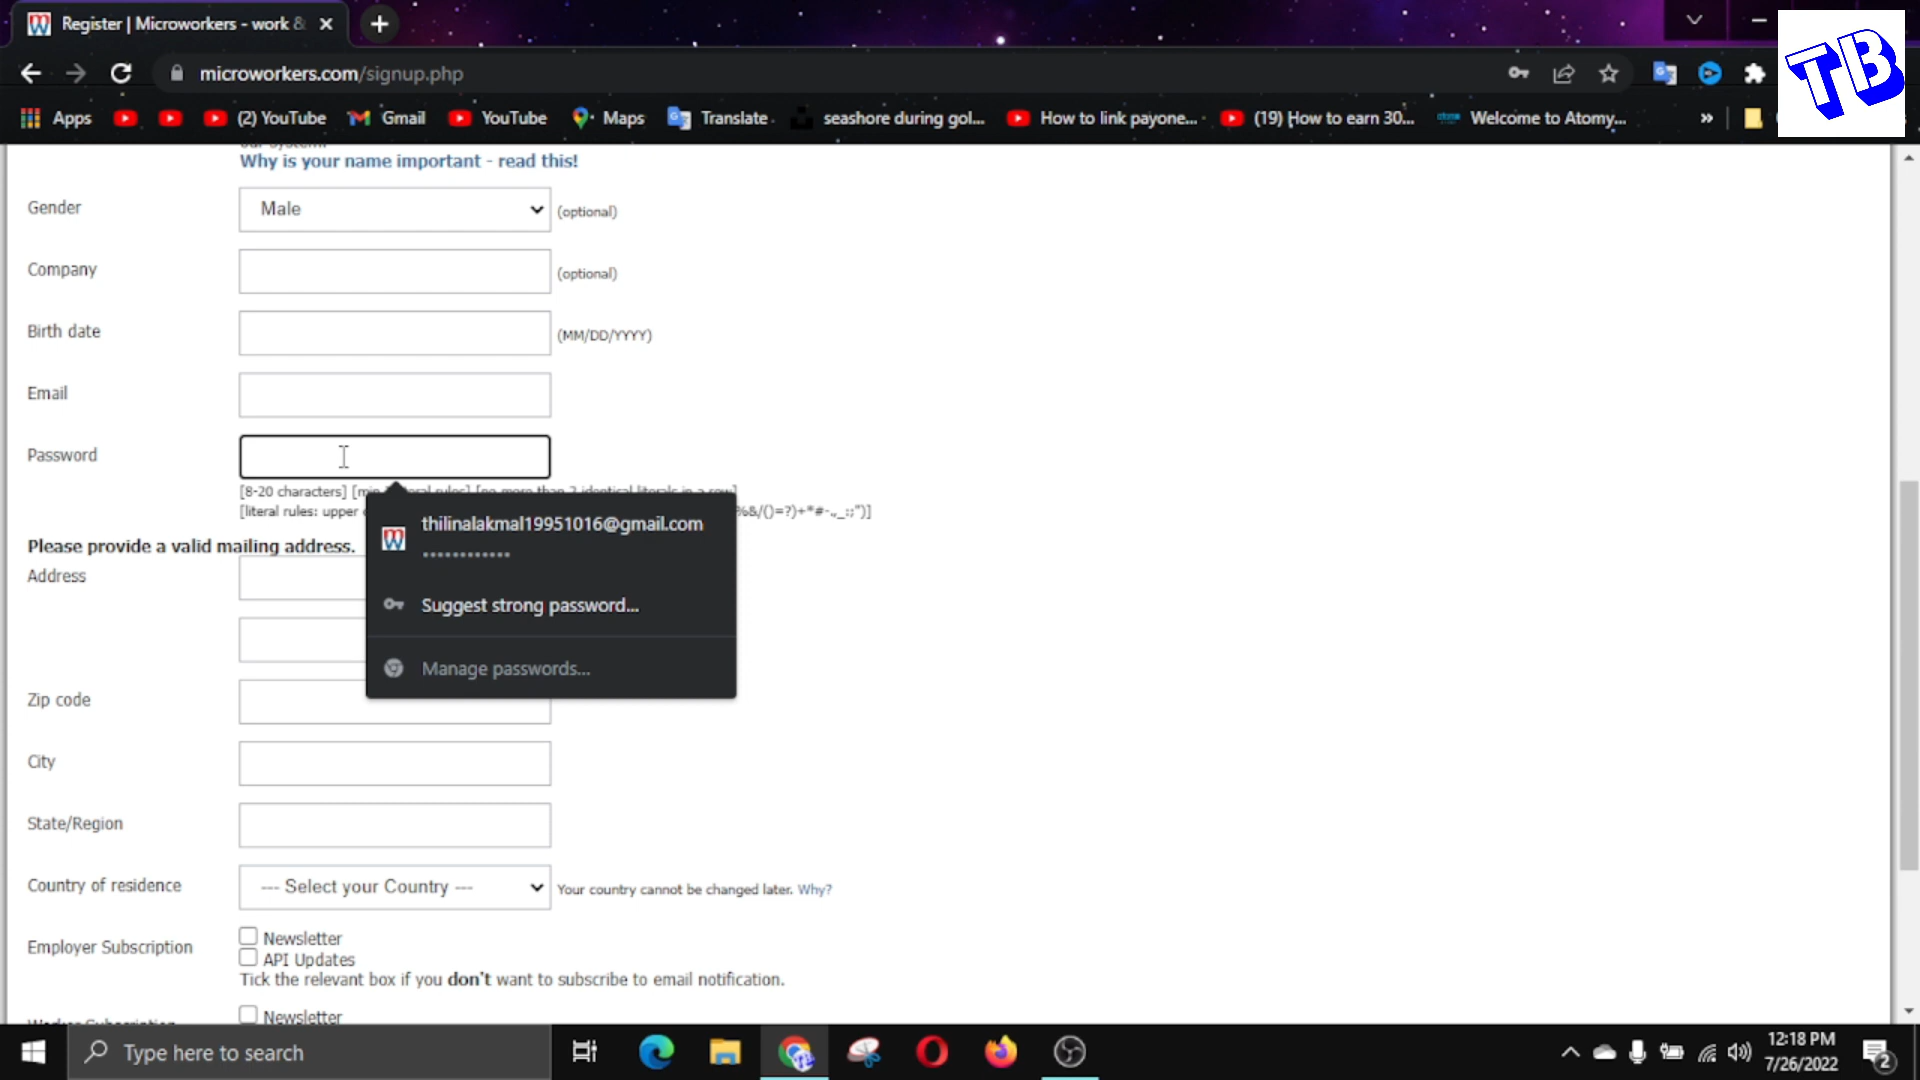 Register | Microworkers - work &
microworkers.com/signup.php
Apps
(2) YouTube
Gmail
YouTube
Maps
Translate
seashore during gol...
How to link payone...
(19) How to earn 30...
Welcome to Atomy,...
»
TB
Why is your name important - read this!
Gender
Male
(optional)
Company
(optional)
Birth date
(MM/DD/YYYY)
Email
Password
[8-20 characters]
[literal rules: upper
%&/()=?)+*#-.,_:;")]
thilinalakmal19951016@gmail.com
••••••••••••
Suggest strong password...
Manage passwords...
Please provide a valid mailing address.
Address
Zip code
City
State/Region
Country of residence
--- Select your Country ---
Your country cannot be changed later. Why?
Employer Subscription
Newsletter
API Updates
Tick the relevant box if you don't want to subscribe to email notification.
Newsletter
Type here to search
12:18 PM
7/26/2022
2